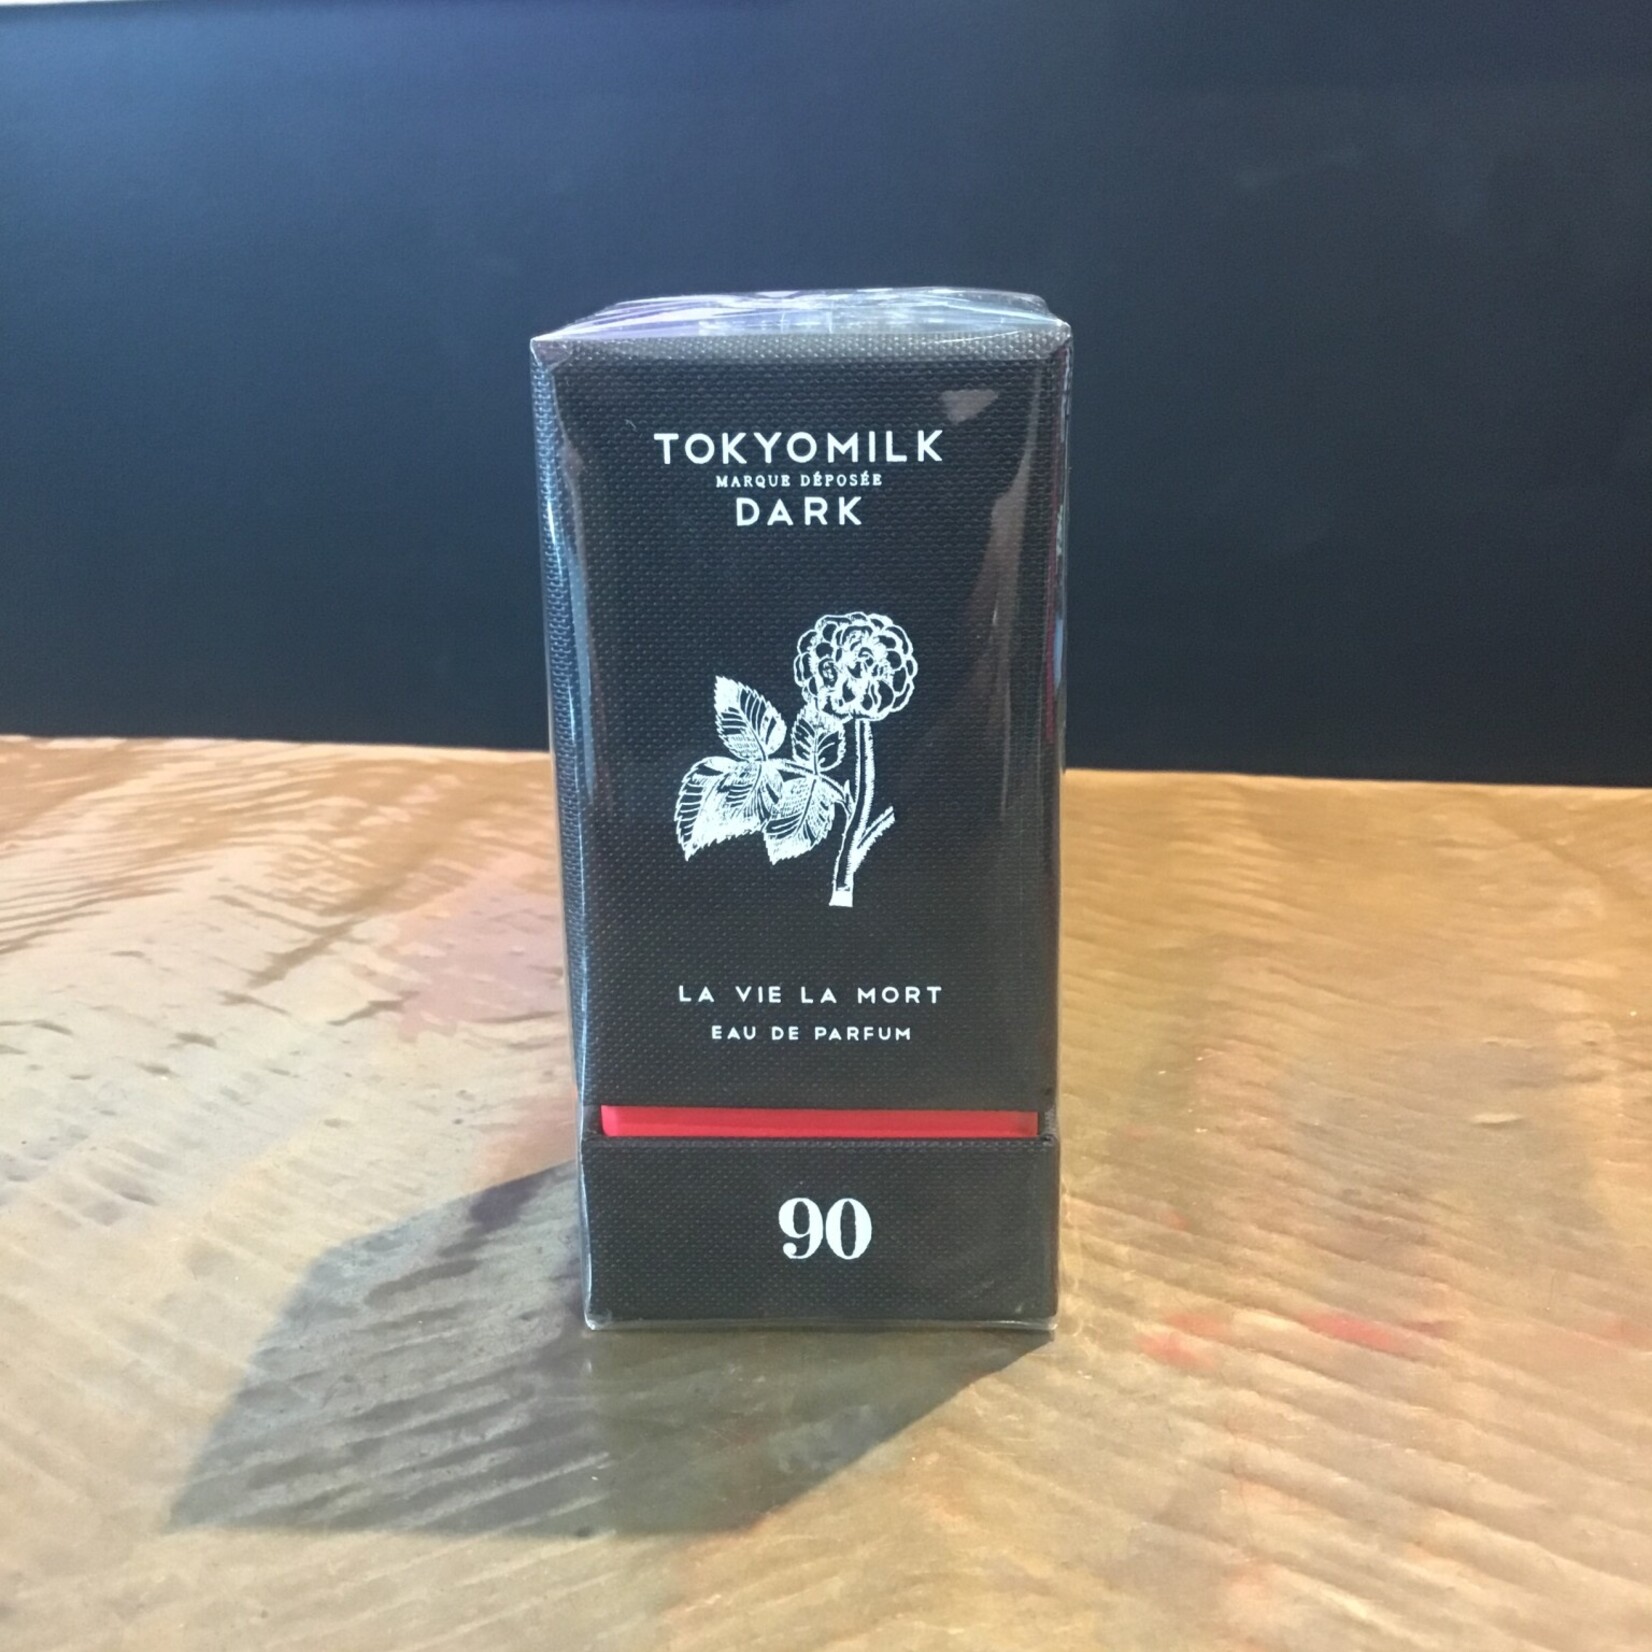 TOKYOMILK
MARQUE DÉPOSÉE
DARK
LA VIE LA MORT
EAU DE PARFUM
90